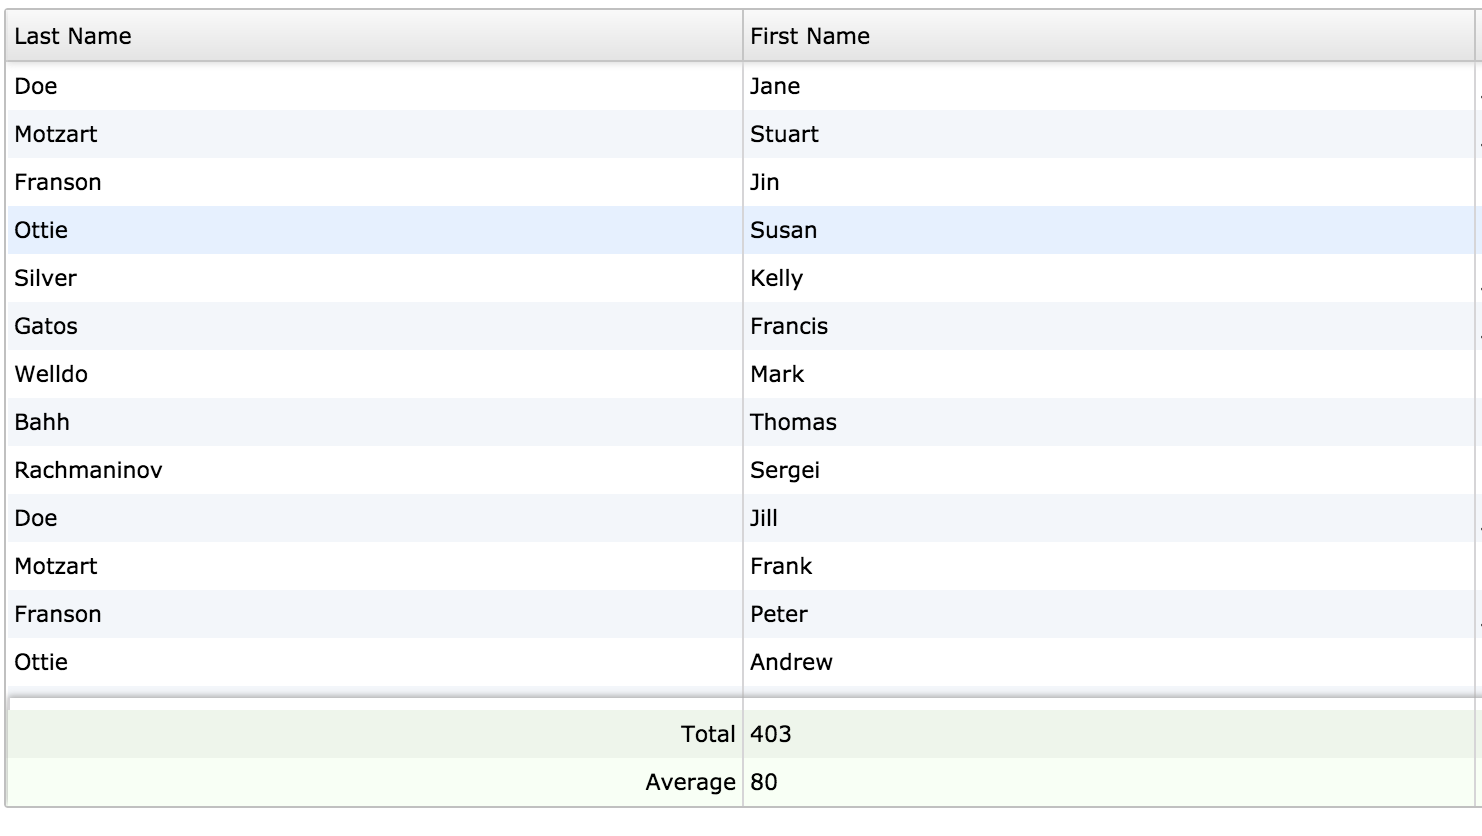 Last Name First Name
Doe Jane
Motzart Stuart
Franson Jin
Ottie Susan
Silver Kelly
Gatos Francis
Welldo Mark
Bahh Thomas
Rachmaninov Sergei
Doe Jill
Motzart Frank
Franson Peter
Ottie Andrew
Total 403
Average 80